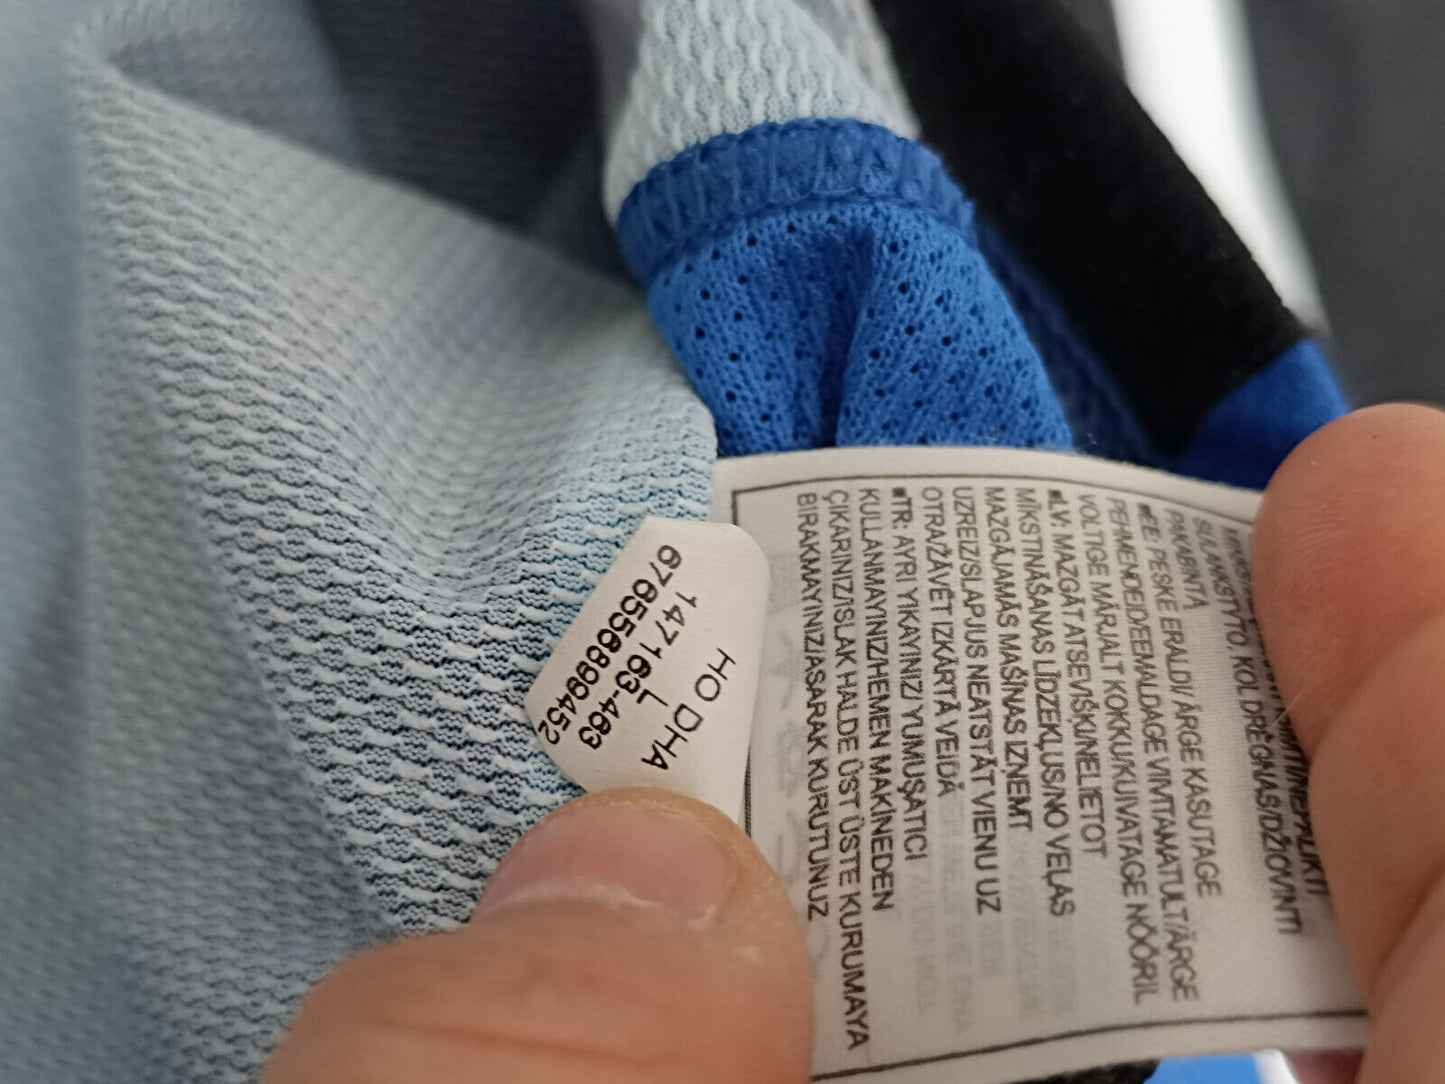 HO DHA
L
147163-463
676556899452
SULANKSTYTO, KOL DRĖGNAS/DŽIOVINTI
PAKABINTA
■EE: PESKE ERALDI/ ÄRGE KASUTAGE
PEHMENDEID/EEMALDAGE VIIVITAMATULT/ÄRGE
VOLTIGE MÄRJALT KOKKU/KUIVATAGE NÖÖRIL
■LV: MAZGĀT ATSEVIŠĶI/NELIETOT
MĪKSTINĀŠANAS LĪDZEKĻUS/NO VEĻAS
MAZGĀJAMĀS MAŠĪNAS IZŅEMT
UZREIZ/SLAPJUS NEATSTĀT VIENU UZ
OTRA/ŽĀVĒT IZKĀRTĀ VEIDĀ
■TR: AYRI YIKAYINIZ/ YUMUŞATICI
KULLANMAYINIZ/HEMEN MAKİNEDEN
ÇIKARINIZ/ISLAK HALDE ÜST ÜSTE KURUMAYA
BIRAKMAYINIZ/ASARAK KURUTUNUZ